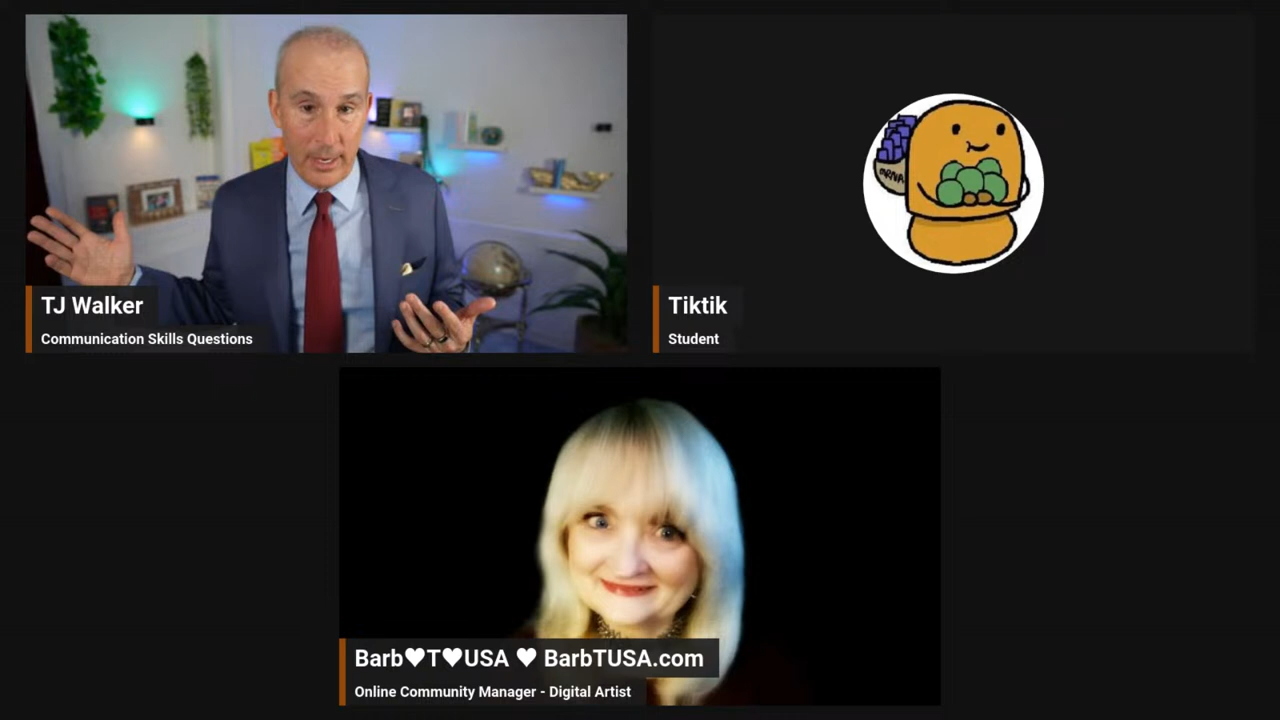 TJ Walker
Communication Skills Questions
Tiktik
Student
Barb♥T♥USA ♥ BarbTUSA.com
Online Community Manager - Digital Artist